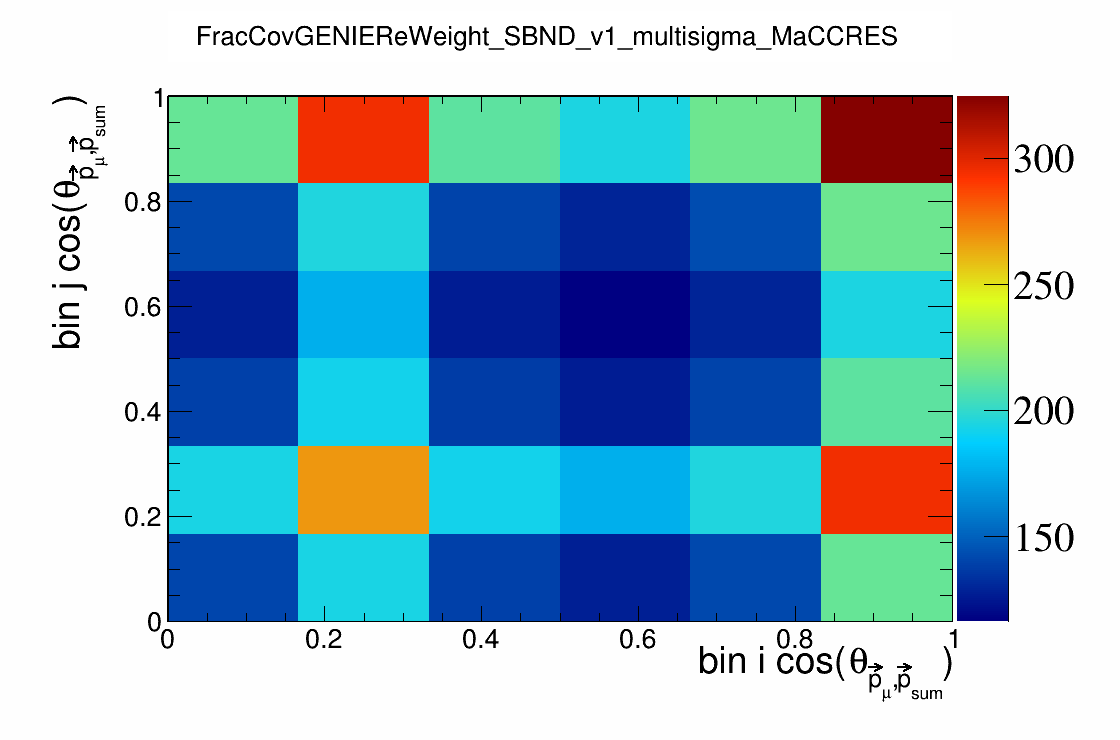 FracCovGENIEReWeight_SBND_v1_multisigma_MaCCRES
bin j cos(θ p⃗μ,p⃗sum)
1
0.8
0.6
0.4
0.2
0
0 0.2 0.4 0.6 0.8 1
bin i cos(θ p⃗μ,p⃗sum)
300
250
200
150